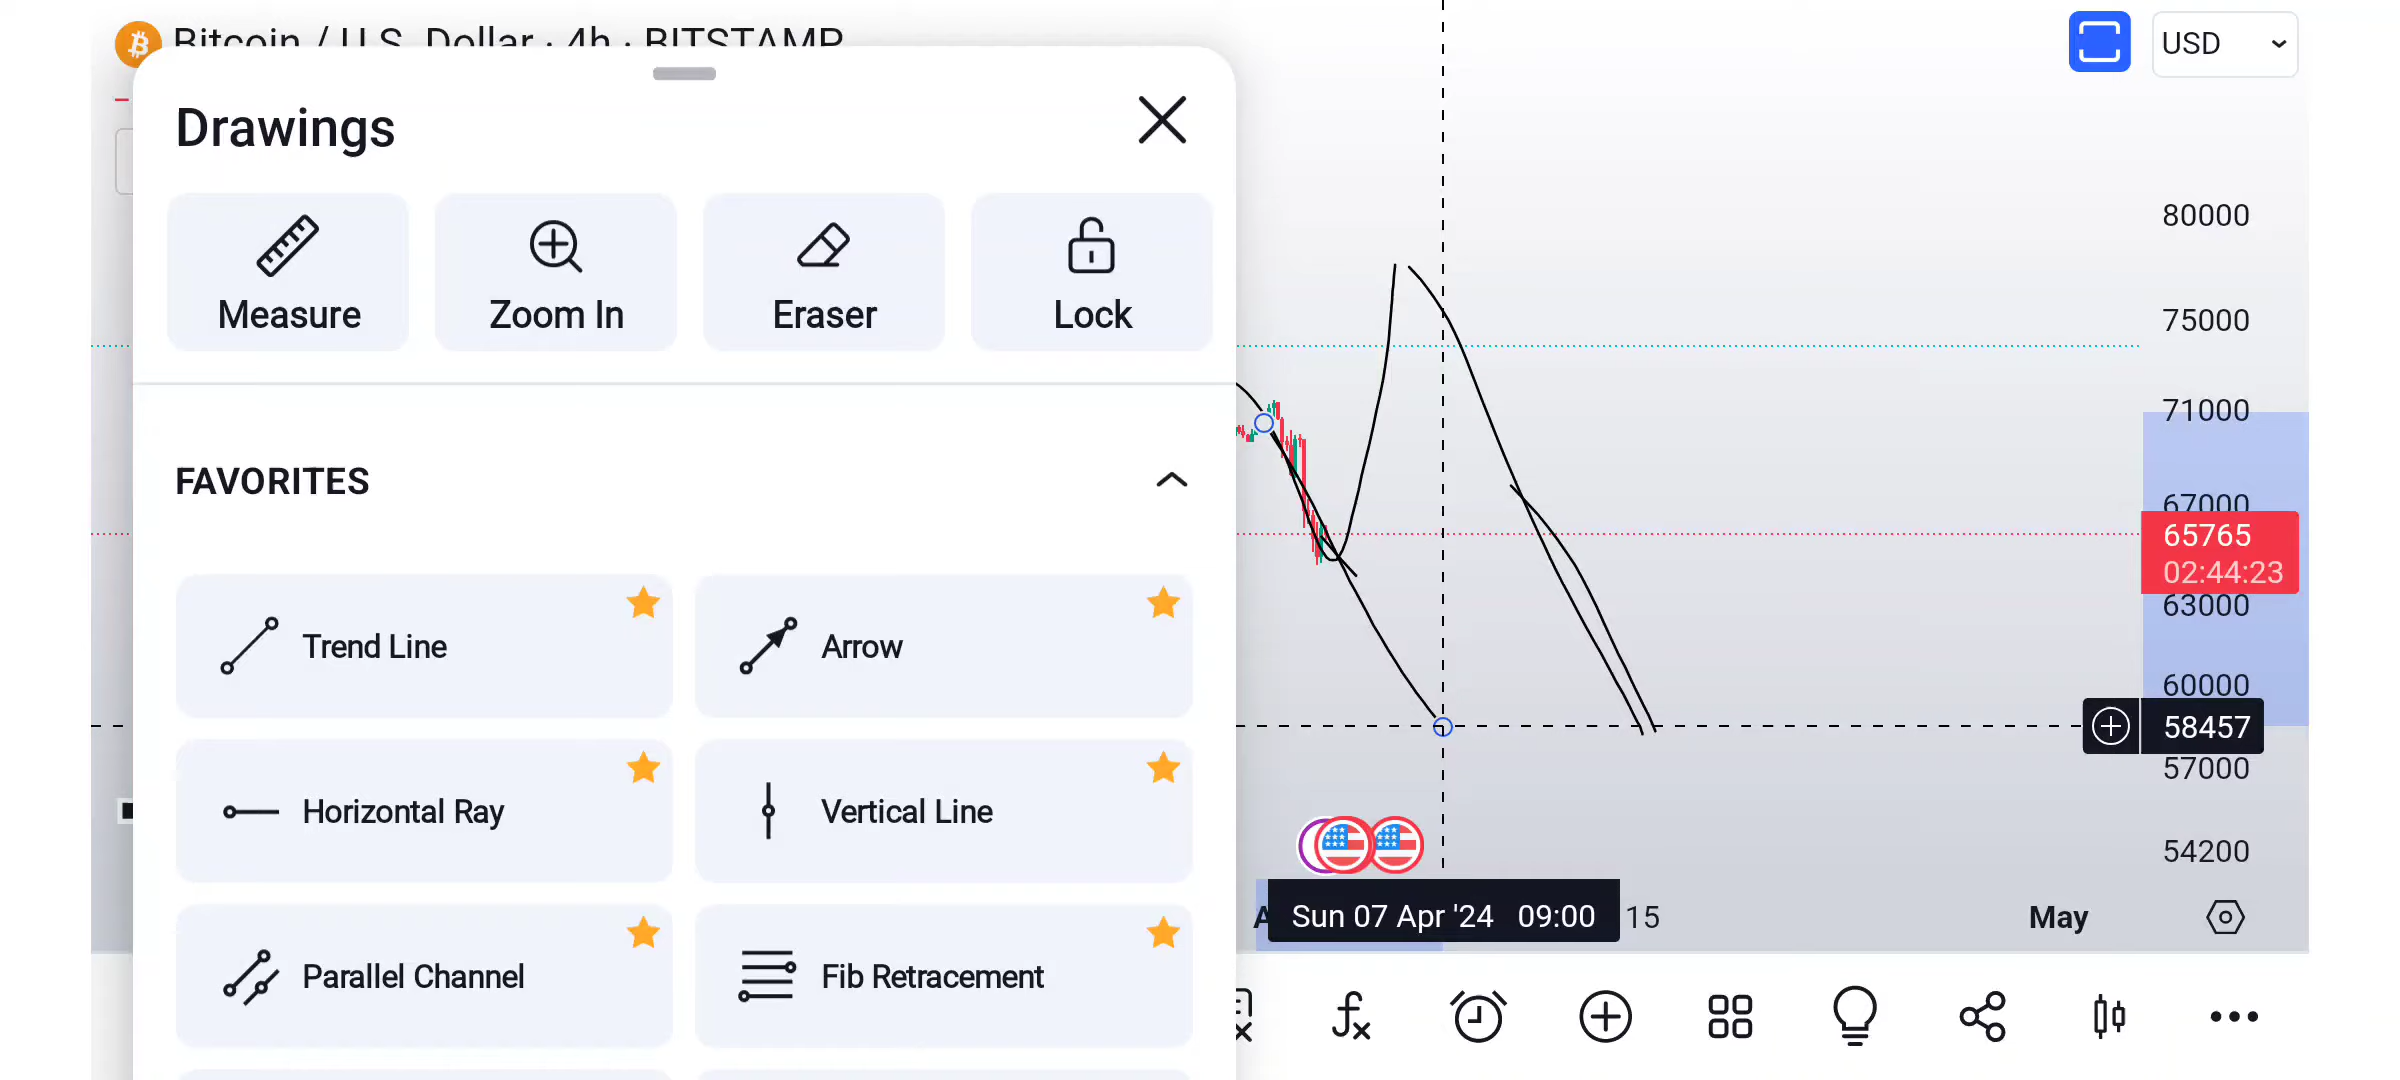 Bitcoin / U.S. Dollar · 4h · BITSTAMP
USD
Drawings
Measure
Zoom In
Eraser
Lock
FAVORITES
Trend Line
Arrow
Horizontal Ray
Vertical Line
Parallel Channel
Fib Retracement
80000
75000
71000
67000
65765
02:44:23
63000
60000
58457
57000
54200
A
Sun 07 Apr '24 09:00
15
May